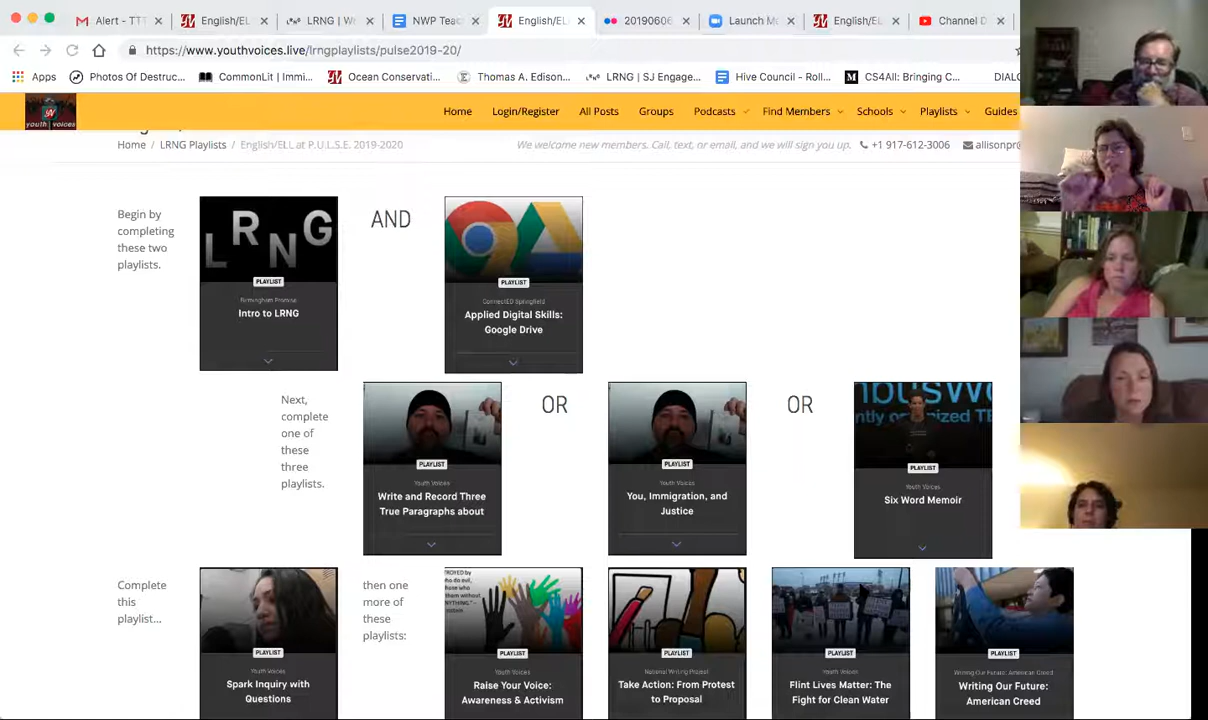 Alert - TTT
English/EL
LRNG | W
NWP Teac
English/EL
20190606
Launch M
English/EL
Channel D
https://www.youthvoices.live/lrngplaylists/pulse2019-20/
Apps
Photos Of Destruc...
CommonLit | Immi...
Ocean Conservati...
Thomas A. Edison...
LRNG | SJ Engage...
Hive Council - Roll...
CS4All: Bringing C...
DIALO
youth voices
Home
Login/Register
All Posts
Groups
Podcasts
Find Members
Schools
Playlists
Guides
Home / LRNG Playlists / English/ELL at P.U.L.S.E. 2019-2020
We welcome new members. Call, text, or email, and we will sign you up.
+1 917-612-3006
allisonpr@
Begin by
completing
these two
playlists.
LRNG
PLAYLIST
Birmingham Promise
Intro to LRNG
AND
PLAYLIST
ConnectED Springfield
Applied Digital Skills:
Google Drive
Next,
complete
one of
these
three
playlists.
PLAYLIST
Youth Voices
Write and Record Three
True Paragraphs about
OR
PLAYLIST
Youth Voices
You, Immigration, and
Justice
OR
PLAYLIST
Youth Voices
Six Word Memoir
Complete
this
playlist...
PLAYLIST
Youth Voices
Spark Inquiry with
Questions
then one
more of
these
playlists:
PLAYLIST
Youth Voices
Raise Your Voice:
Awareness & Activism
PLAYLIST
National Writing Project
Take Action: From Protest
to Proposal
PLAYLIST
Youth Voices
Flint Lives Matter: The
Fight for Clean Water
PLAYLIST
Writing Our Future: American Creed
Writing Our Future:
American Creed